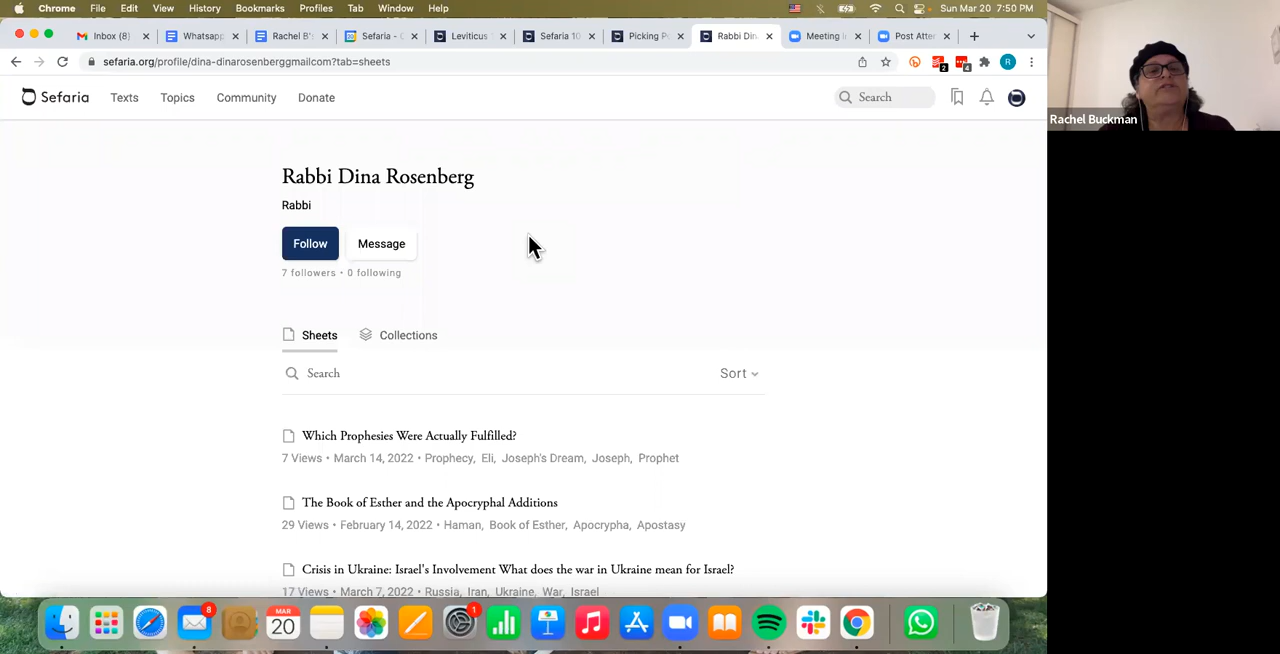 Chrome File Edit View History Bookmarks Profiles Tab Window Help Sun Mar 20 7:50 PM
Inbox (8) Whatsapp Rachel B's Sefaria - Leviticus Sefaria 10 Picking P Rabbi Din Meeting Post Atten
sefaria.org/profile/dina-dinarosenberggmailcom?tab=sheets
2 4 R
Sefaria Texts Topics Community Donate Search
Rabbi Dina Rosenberg
Rabbi
Follow Message
7 followers • 0 following
Sheets Collections
Search Sort
Which Prophesies Were Actually Fulfilled?
7 Views • March 14, 2022 • Prophecy, Eli, Joseph's Dream, Joseph, Prophet
The Book of Esther and the Apocryphal Additions
29 Views • February 14, 2022 • Haman, Book of Esther, Apocrypha, Apostasy
Crisis in Ukraine: Israel's Involvement What does the war in Ukraine mean for Israel?
17 Views • March 7, 2022 • Russia, Iran, Ukraine, War, Israel
8 MAR 20 1
Rachel Buckman